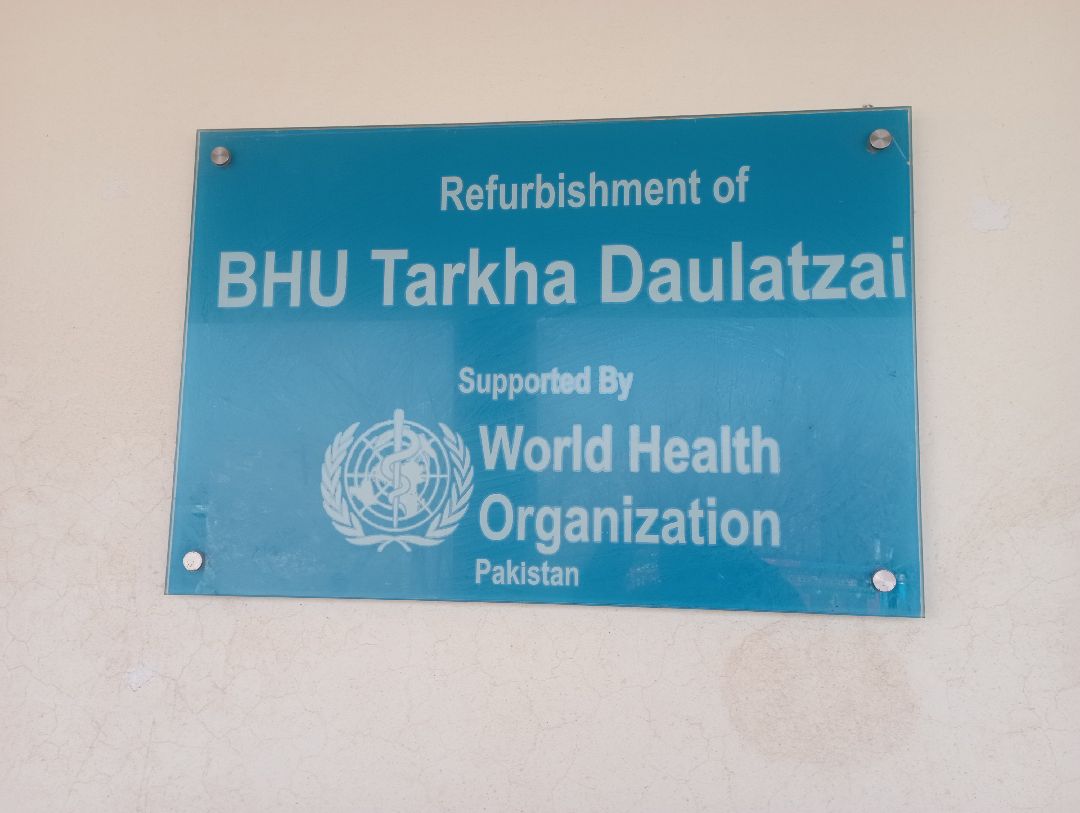 Refurbishment of
BHU Tarkha Daulatzai
Supported By
World Health
Organization
Pakistan